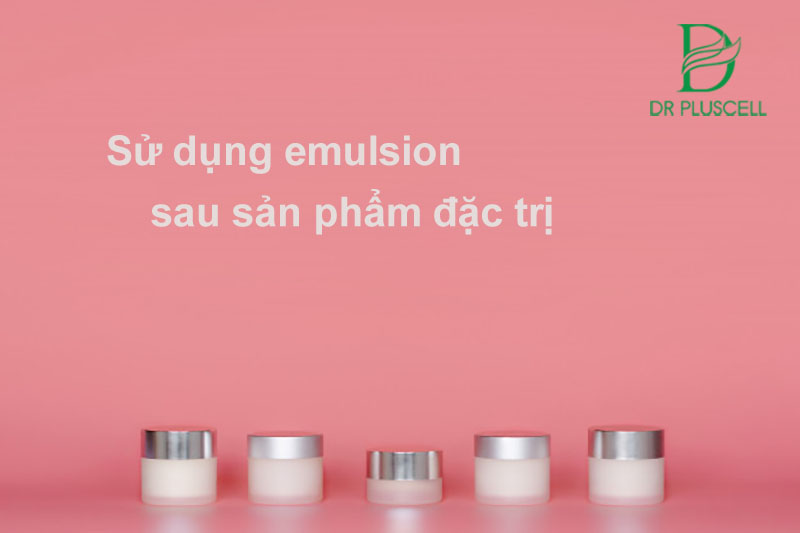 DR PLUSCELL
Sử dụng emulsion
sau sản phẩm đặc trị